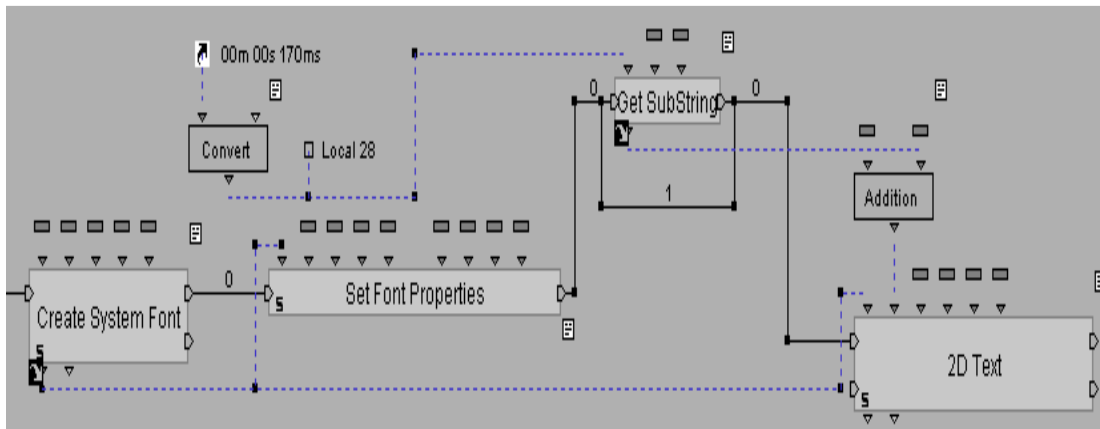 00m 00s 170ms
0
Get SubString
0
Convert
Local 28
1
Addition
0
Create System Font
S
Set Font Properties
S
2D Text
S